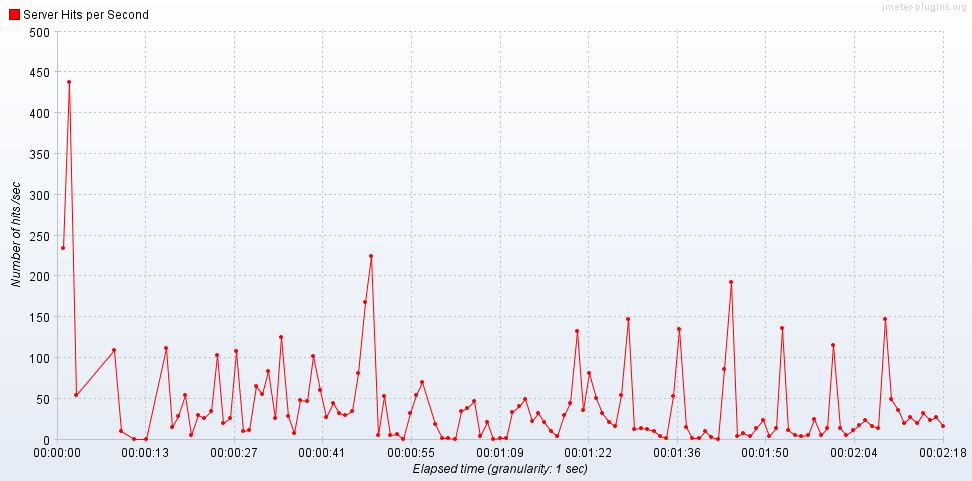 Server Hits per Second
jmeter-plugins.org
500
450
400
350
300
250
200
150
100
50
0
Number of hits /sec
00:00:00 00:00:13 00:00:27 00:00:41 00:00:55 00:01:09 00:01:22 00:01:36 00:01:50 00:02:04 00:02:18
Elapsed time (granularity: 1 sec)